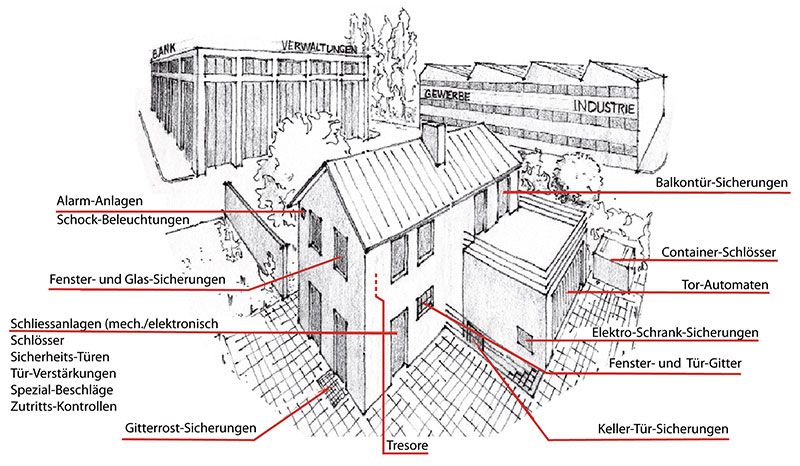 BANK
VERWALTUNGEN
GEWERBE
INDUSTRIE
Alarm-Anlagen
Schock-Beleuchtungen
Fenster- und Glas-Sicherungen
Schliessanlagen (mech./elektronisch
Schlösser
Sicherheits-Türen
Tür-Verstärkungen
Spezial-Beschläge
Zutritts-Kontrollen
Gitterrost-Sicherungen
Tresore
Balkontür-Sicherungen
Container-Schlösser
Tor-Automaten
Elektro-Schrank-Sicherungen
Fenster- und Tür-Gitter
Keller-Tür-Sicherungen